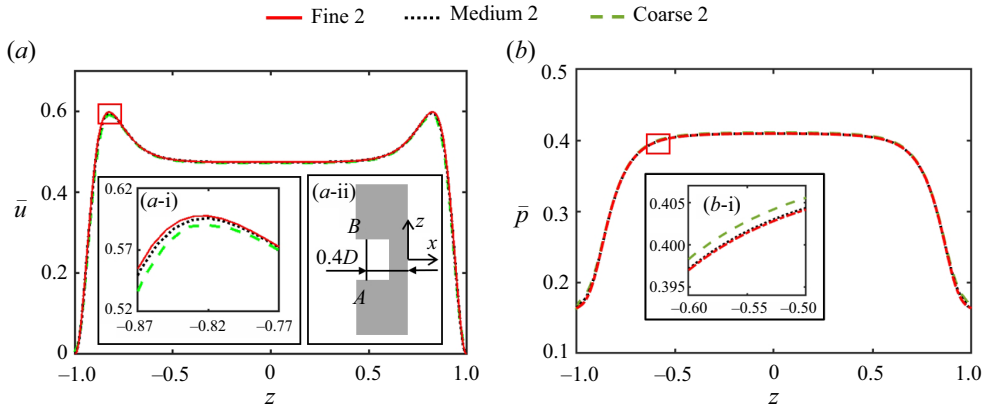 Fine 2 Medium 2 Coarse 2
(a) (b)
0.7
0.6
0.4
0.2
0
ū
−1.0 −0.5 0 0.5 1.0
z
(a-i)
0.62
0.57
0.52
−0.87 −0.82 −0.77
(a-ii)
B
z
x
0.4D
A
0.5
0.4
0.3
0.2
0.1
p̄
−1.0 −0.5 0 0.5 1.0
z
(b-i)
0.405
0.400
0.395
−0.60 −0.55 −0.50